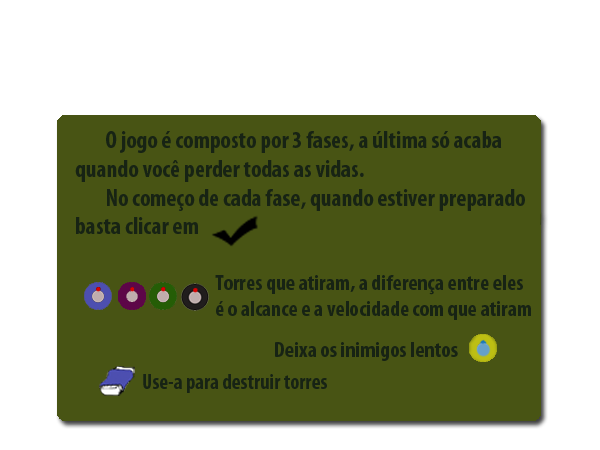 O jogo é composto por 3 fases, a última só acaba
quando você perder todas as vidas.
No começo de cada fase, quando estiver preparado
basta clicar em
Torres que atiram, a diferença entre eles
é o alcance e a velocidade com que atiram
Deixa os inimigos lentos
Use-a para destruir torres